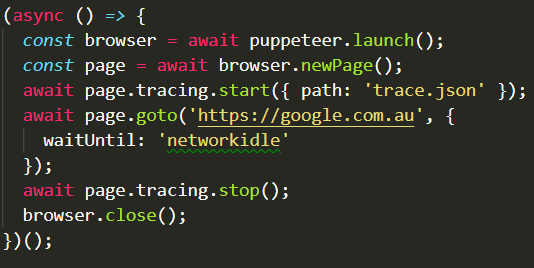 (async () => {
  const browser = await puppeteer.launch();
  const page = await browser.newPage();
  await page.tracing.start({ path: 'trace.json' });
  await page.goto('https://google.com.au', {
    waitUntil: 'networkidle'
  });
  await page.tracing.stop();
  browser.close();
})();